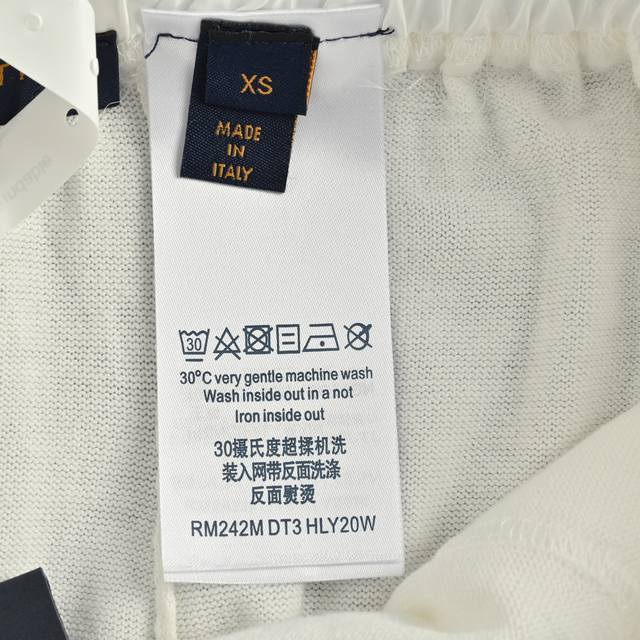 XS
MADE
IN
ITALY
30
30°C very gentle machine wash
Wash inside out in a not
Iron inside out
30摄氏度超揉机洗
装入网带反面洗涤
反面熨烫
RM242M DT3 HLY20W